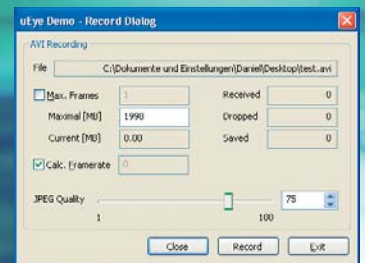 uEye Demo - Record Dialog
AVI Recording
File C:\Dokumente und Einstellungen\Daniel\Desktop\test.avi
Max. Frames 1 Received 0
Maximal [MB] 1990 Dropped 0
Current [MB] 0.00 Saved 0
Calc. Framerate 0
JPEG Quality 75
1 100
Close Record Exit